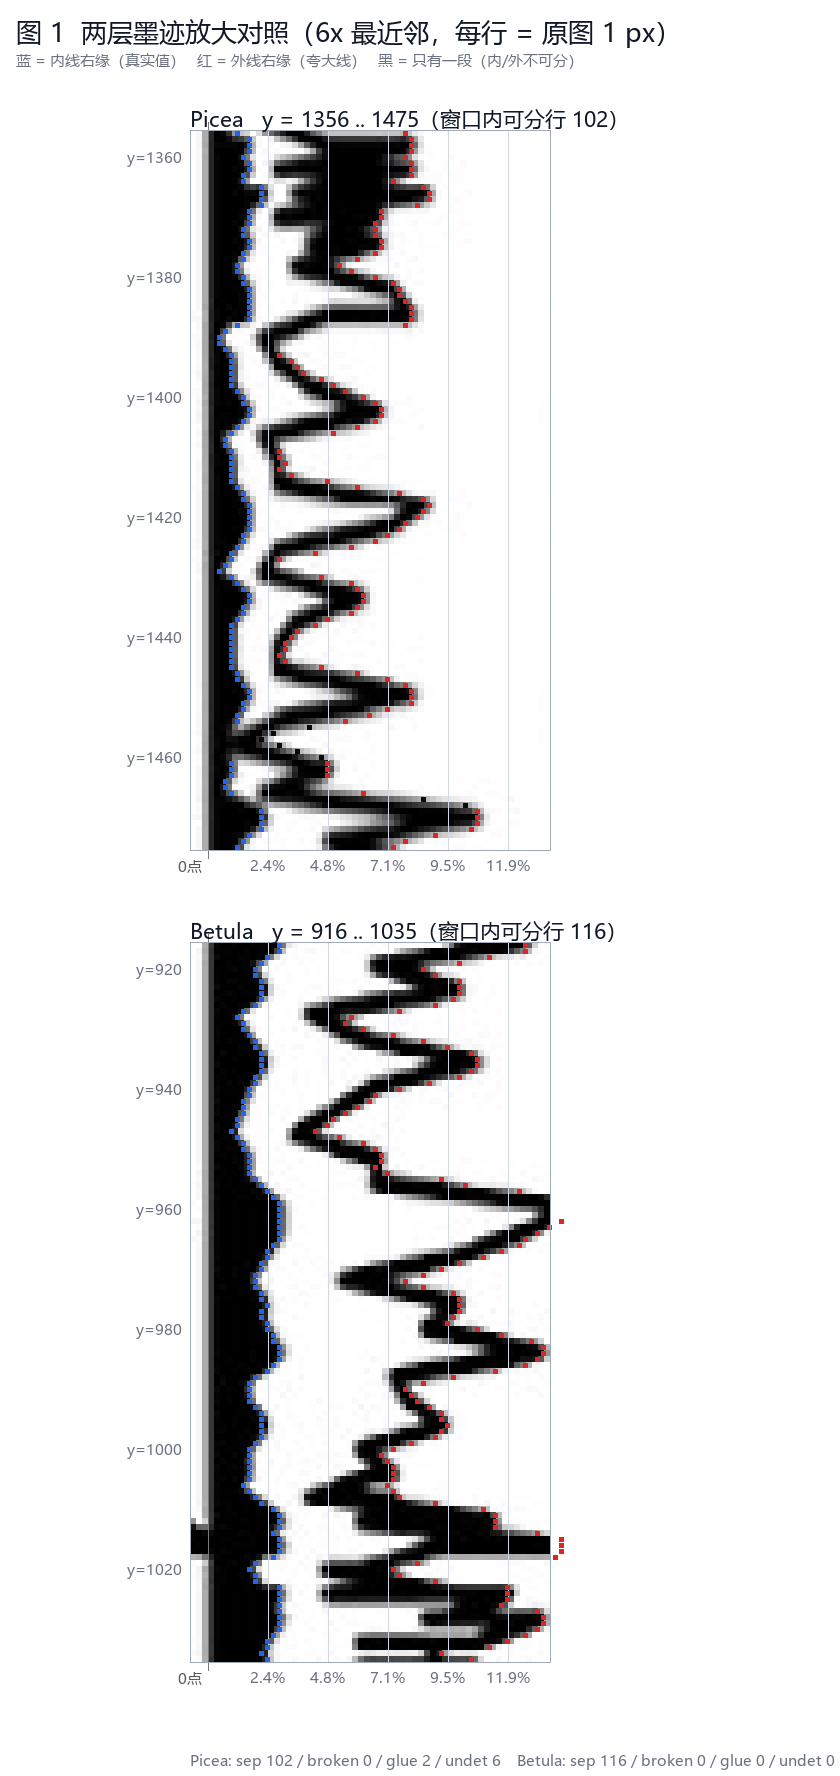 图 1 两层墨迹放大对照（6x 最近邻，每行 = 原图 1 px）
蓝 = 内线右缘（真实值） 红 = 外线右缘（夸大线） 黑 = 只有一段（内/外不可分）
Picea y = 1356 .. 1475（窗口内可分行 102）
y=1360
y=1380
y=1400
y=1420
y=1440
y=1460
0点 2.4% 4.8% 7.1% 9.5% 11.9%
Betula y = 916 .. 1035（窗口内可分行 116）
y=920
y=940
y=960
y=980
y=1000
y=1020
0点 2.4% 4.8% 7.1% 9.5% 11.9%
Picea: sep 102 / broken 0 / glue 2 / undet 6 Betula: sep 116 / broken 0 / glue 0 / undet 0